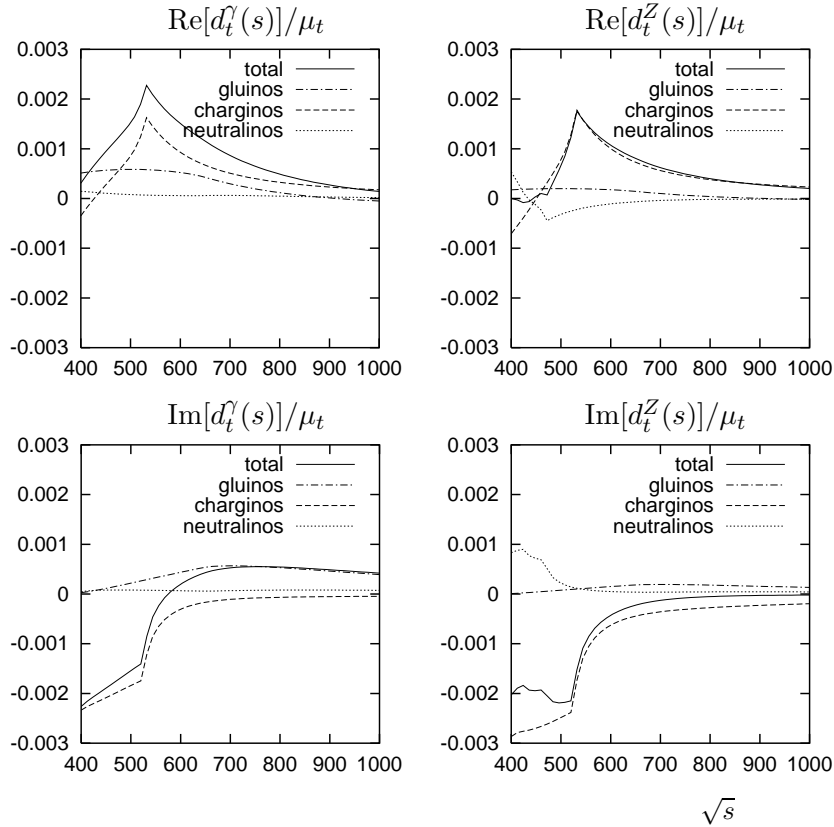 Re[d_t^γ(s)]/μ_t
0.003
0.002
0.001
0
-0.001
-0.002
-0.003
400 500 600 700 800 900 1000
total
gluinos
charginos
neutralinos
Re[d_t^Z(s)]/μ_t
0.003
0.002
0.001
0
-0.001
-0.002
-0.003
400 500 600 700 800 900 1000
total
gluinos
charginos
neutralinos
Im[d_t^γ(s)]/μ_t
0.003
0.002
0.001
0
-0.001
-0.002
-0.003
400 500 600 700 800 900 1000
total
gluinos
charginos
neutralinos
Im[d_t^Z(s)]/μ_t
0.003
0.002
0.001
0
-0.001
-0.002
-0.003
400 500 600 700 800 900 1000
total
gluinos
charginos
neutralinos
√s